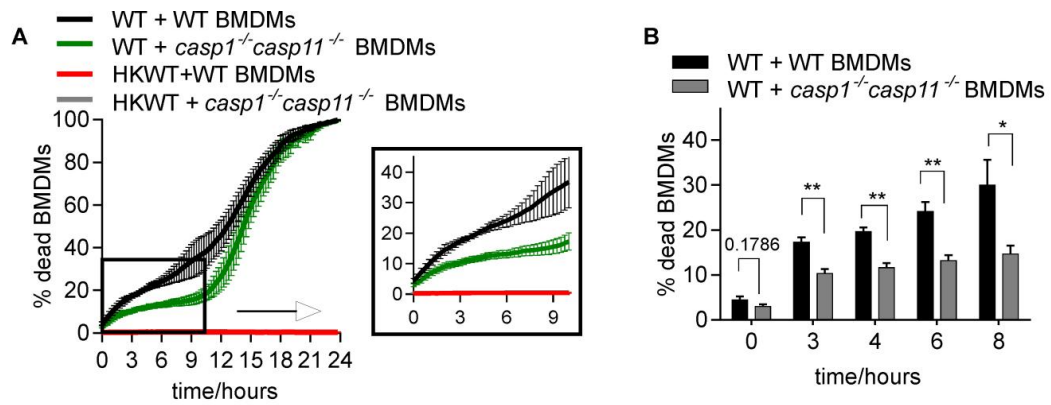 A
WT + WT BMDMs
WT + casp1 -/- casp11 -/- BMDMs
HKWT+WT BMDMs
HKWT + casp1 -/- casp11 -/- BMDMs
% dead BMDMs
100
80
60
40
20
0
0 3 6 9 12 15 18 21 24
time/hours
40
30
20
10
0
0 3 6 9
B
WT + WT BMDMs
WT + casp1 -/- casp11 -/- BMDMs
% dead BMDMs
40
30
20
10
0
0.1786
**
**
**
*
0 3 4 6 8
time/hours